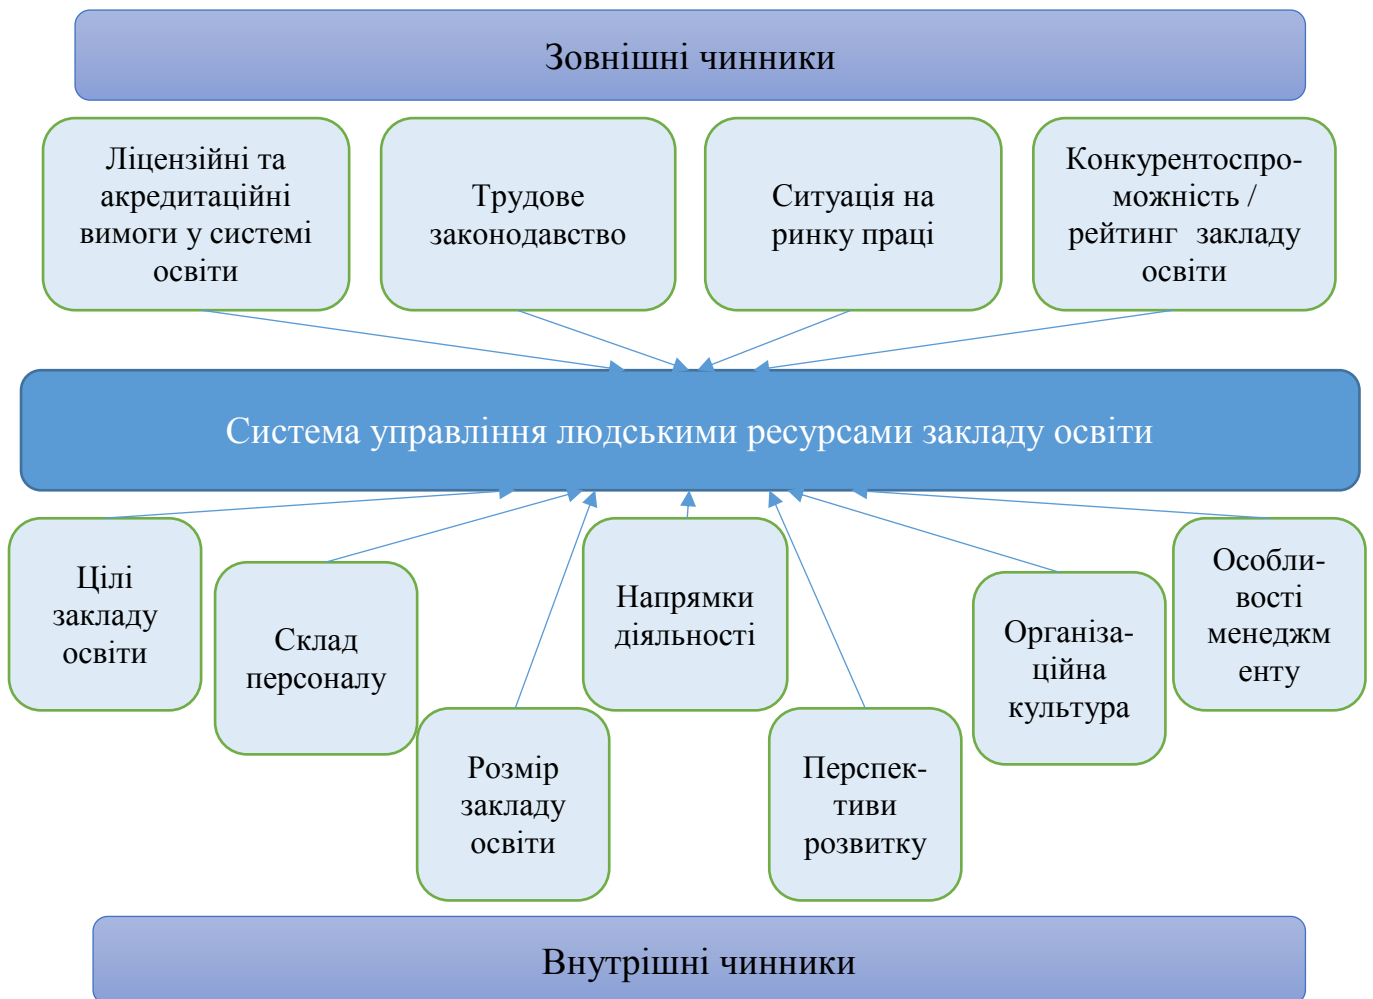 Зовнішні чинники
Ліцензійні та
акредитаційні
вимоги у системі
освіти
Трудове
законодавство
Ситуація на
ринку праці
Конкурентоспро-
можність /
рейтинг закладу
освіти
Система управління людськими ресурсами закладу освіти
Цілі
закладу
освіти
Склад
персоналу
Розмір
закладу
освіти
Напрямки
діяльності
Перспек-
тиви
розвитку
Організа-
ційна
культура
Особли-
вості
менеджм
енту
Внутрішні чинники